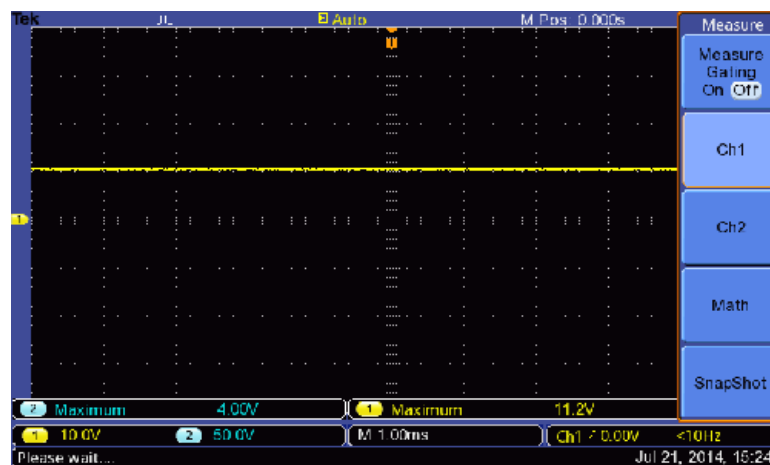 Tek
Auto
M Pos: 0.000s
Measure
Measure
Gating
On Off
Ch1
Ch2
Math
SnapShot
1
2 Maximum 4.00V
1 Maximum 11.2V
1 10.0V
2 50.0V
M 1.00ms
Ch1 0.00V
<10Hz
Please wait....
Jul 21, 2014, 15:24